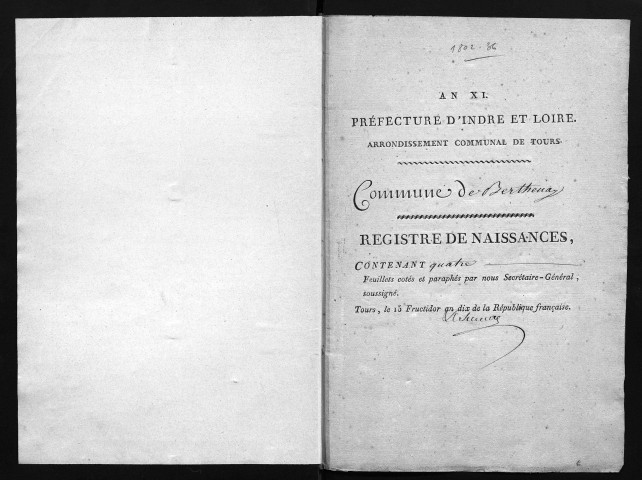 1802-36
AN XI.
PRÉFECTURE D'INDRE ET LOIRE.
ARRONDISSEMENT COMMUNAL DE TOURS.
Commune de Berthenay
REGISTRE DE NAISSANCES,
CONTENANT quatre
Feuillets cotés et paraphés par nous Secrétaire-Général,
soussigné.
Tours, le 15 Fructidor an dix de la République française.